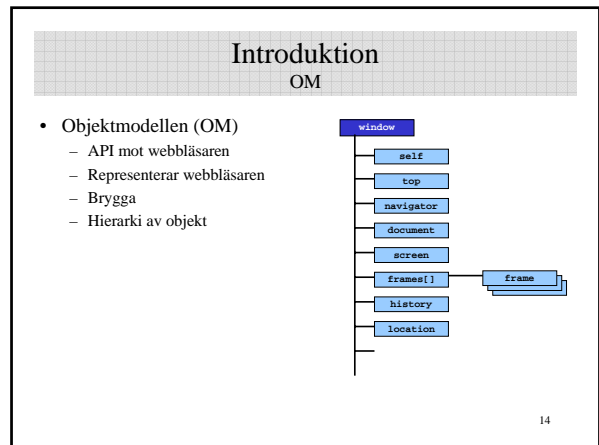 Introduktion
OM
• Objektmodellen (OM)
– API mot webbläsaren
– Representerar webbläsaren
– Brygga
– Hierarki av objekt
window
self
top
navigator
document
screen
frames[]
frame
history
location
14